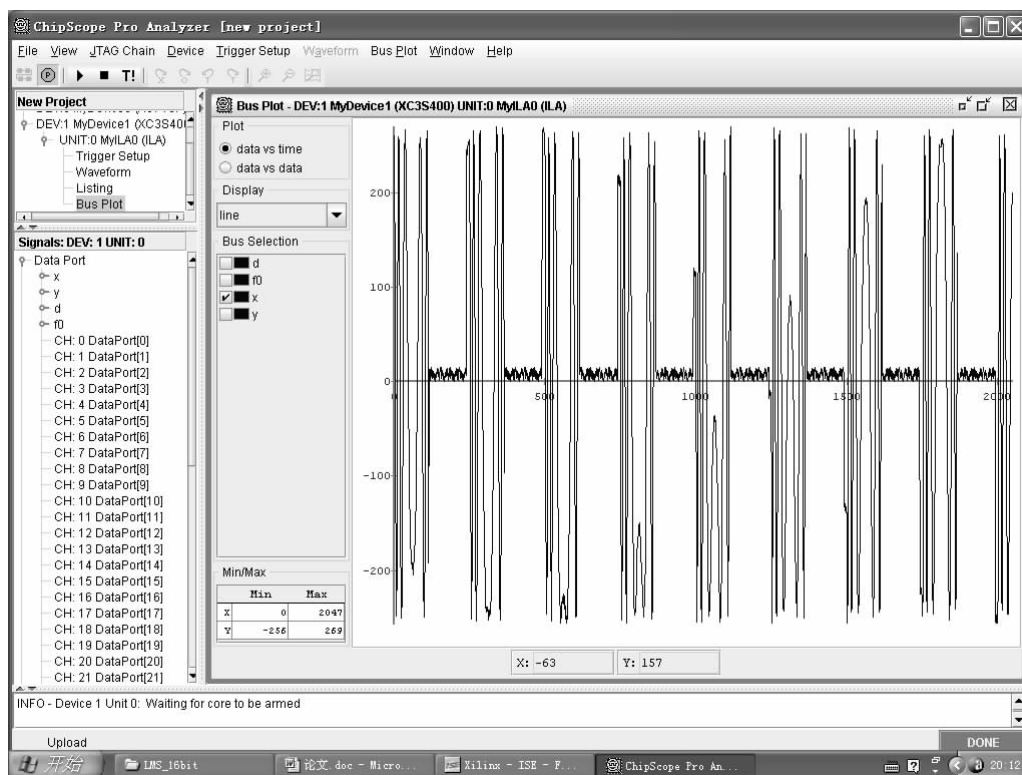 ChipScope Pro Analyzer [new project]
File View JTAG Chain Device Trigger Setup Waveform Bus Plot Window Help
T!
New Project
DEV:1 MyDevice1 (XC3S400
UNIT:0 MyILA0 (ILA)
Trigger Setup
Waveform
Listing
Bus Plot
Signals: DEV: 1 UNIT: 0
Data Port
x
y
d
f0
CH: 0 DataPort[0]
CH: 1 DataPort[1]
CH: 2 DataPort[2]
CH: 3 DataPort[3]
CH: 4 DataPort[4]
CH: 5 DataPort[5]
CH: 6 DataPort[6]
CH: 7 DataPort[7]
CH: 8 DataPort[8]
CH: 9 DataPort[9]
CH: 10 DataPort[10]
CH: 11 DataPort[11]
CH: 12 DataPort[12]
CH: 13 DataPort[13]
CH: 14 DataPort[14]
CH: 15 DataPort[15]
CH: 16 DataPort[16]
CH: 17 DataPort[17]
CH: 18 DataPort[18]
CH: 19 DataPort[19]
CH: 20 DataPort[20]
CH: 21 DataPort[21]
Bus Plot - DEV:1 MyDevice1 (XC3S400) UNIT:0 MyILA0 (ILA)
Plot
data vs time
data vs data
Display
line
Bus Selection
d
f0
x
y
Min/Max
Min Max
X 0 2047
Y -256 269
200
100
0
-100
-200
0 500 1000 1500 2000
X: -63 Y: 157
INFO - Device 1 Unit 0: Waiting for core to be armed
Upload DONE
开始 LMS_16bit 论文.doc - Micro... Xilinx - ISE - F... ChipScope Pro An... 20:12